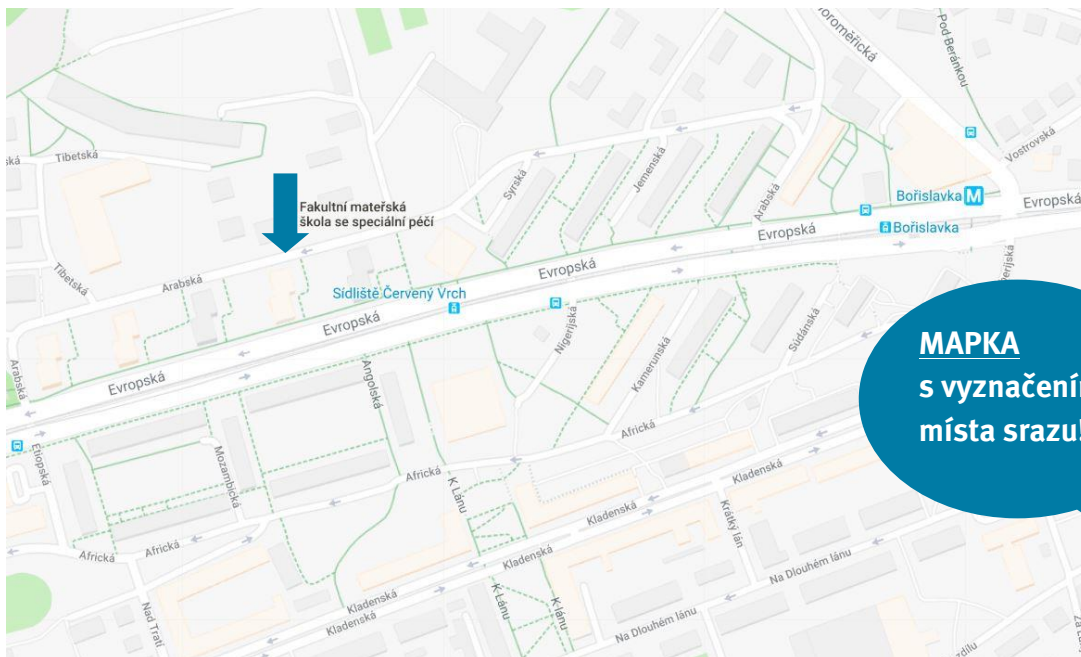 oroměřická
Pod Beránkou
Vostrovská
Tibetská
ská
Fakultní mateřská
škola se speciální péčí
Syrská
Jemenská
Arabská
Bořislavka M
Evropská
Bořislavka
Evropská
Evropská
Tibetská
Arabská
Sídliště Červený Vrch
Evropská
Nigerijská
Kamerunská
Súdánská
erijská
MAPKA
s vyznačením
místa srazu!
Arabská
Evropská
Angolská
Etiopská
Mozambická
Africká
Africká
K Lánu
Kladenská
Kladenská
Krátký lán
Africká
Africká
Kladenská
Na Dlouhém lánu
Nad Tratí
Kladenská
Kladenská
K Lánu
K lánu
Na Dlouhém lánu